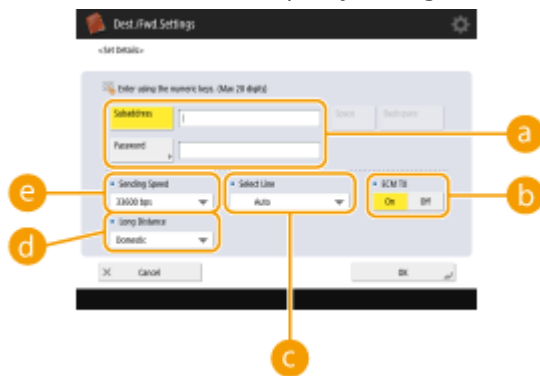 Dest./Fwd.Settings
<Set Details>
Enter using the numeric keys. (Max 20 digits)
Subaddress
Space
Backspace
Password
a
Sending Speed
Select Line
ECM TX
e
33600 bps
Auto
On
Off
b
Long Distance
d
Domestic
Cancel
OK
c